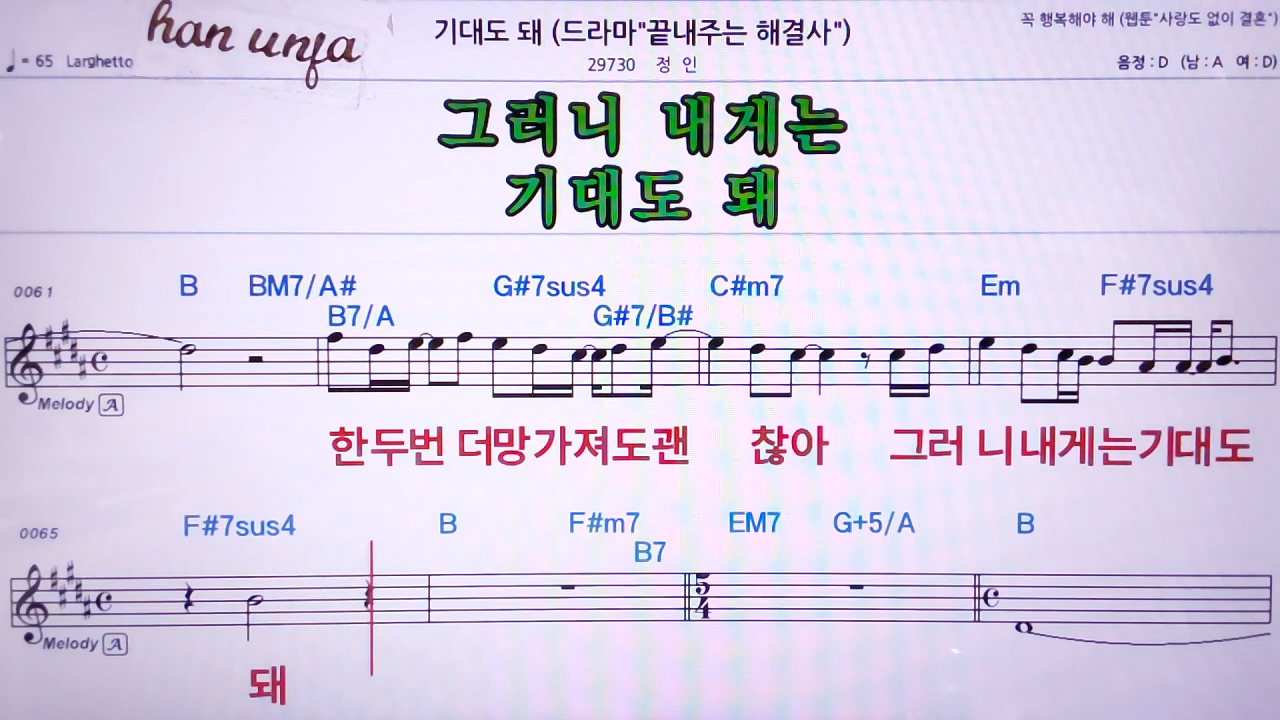 han unfa
기대도 돼 (드라마"끝내주는 해결사")
꼭 행복해야 해 (웹툰"사랑도 없이 결혼")
♩= 65 Larghetto
29730 정 인
음정 : D (남 : A 여 : D)
그러니 내게는
기대도 돼
0061 B BM7/A# G#7sus4 C#m7 Em F#7sus4
B7/A G#7/B#
Melody A
한두번 더망가져도괜 찮아 그러 니내게는기대도
0065 F#7sus4 B F#m7 EM7 G+5/A B
B7
5
4
Melody A
돼